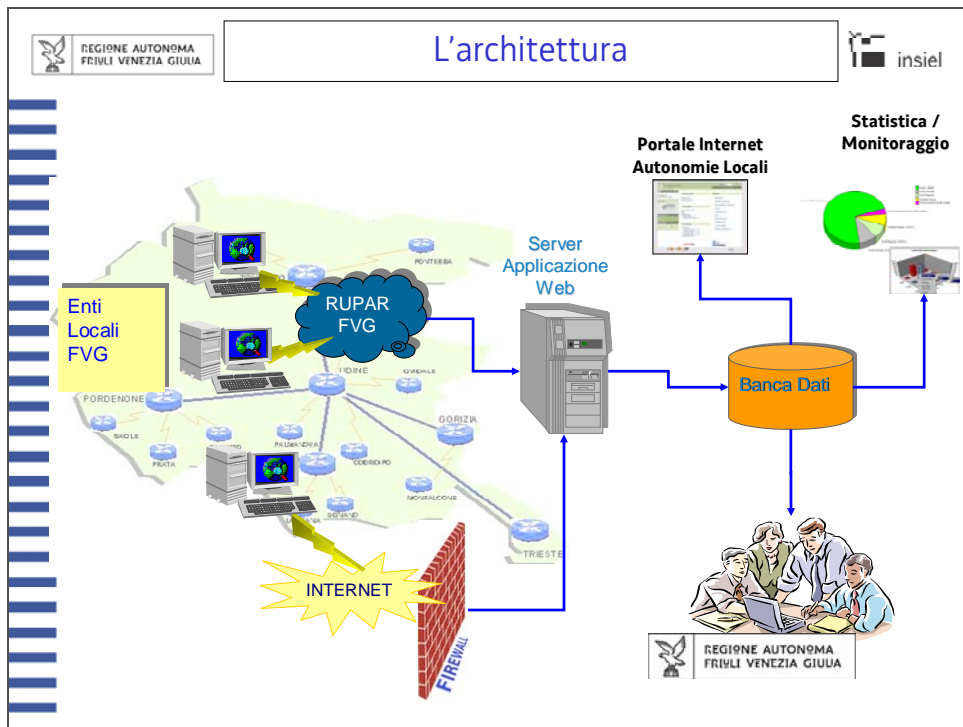 REGIONE AUTONOMA
FRIULI VENEZIA GIULIA
L'architettura
insiel
Statistica /
Monitoraggio
Portale Internet
Autonomie Locali
Server
Applicazione
Web
PONTEBBA
RUPAR
FVG
Enti
Locali
FVG
UDINE
CIVIDALE
PORDENONE
Banca Dati
GORIZIA
SACILE
PALMANOVA
PRATA
CODROIPO
MONFALCONE
LIGNANO
TRIESTE
INTERNET
FIREWALL
REGIONE AUTONOMA
FRIULI VENEZIA GIULIA